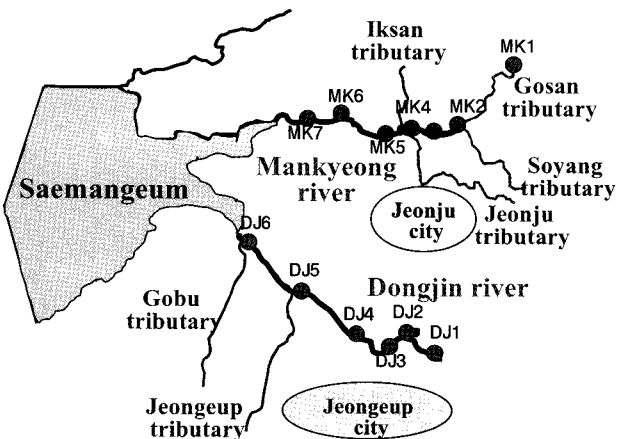 Iksan
tributary
MK1
Gosan
tributary
MK6
MK4
MK2
MK7
MK5
Mankyeong
river
Soyang
tributary
Saemangeum
Jeonju
city
Jeonju
tributary
DJ6
DJ5
Dongjin river
Gobu
tributary
DJ4
DJ2
DJ1
DJ3
Jeongeup
tributary
Jeongeup
city